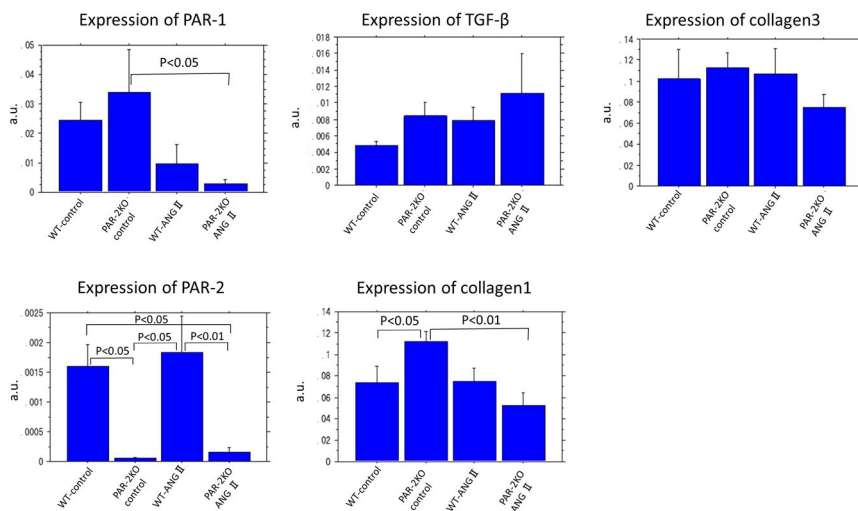 Expression of PAR-1
.05
.04
.03
.02
.01
0
a.u.
P<0.05
WT-control
PAR-2KO
control
WT-ANG Ⅱ
PAR-2KO
ANG Ⅱ
Expression of TGF-β
.018
.016
.014
.012
.01
.008
.006
.004
.002
0
WT-control
PAR-2KO
control
WT-ANG Ⅱ
PAR-2KO
ANG Ⅱ
Expression of collagen3
.14
.12
.1
.08
.06
.04
.02
0
a.u.
WT-control
PAR-2KO
control
WT-ANG Ⅱ
PAR-2KO
ANG Ⅱ
Expression of PAR-2
.0025
.002
.0015
.001
.0005
0
a.u.
P<0.05
P<0.05
P<0.05
P<0.01
WT-control
PAR-2KO
control
WT-ANG Ⅱ
PAR-2KO
ANG Ⅱ
Expression of collagen1
.14
.12
.1
.08
.06
.04
.02
0
a.u.
P<0.05
P<0.01
WT-control
PAR-2KO
control
WT-ANG Ⅱ
PAR-2KO
ANG Ⅱ